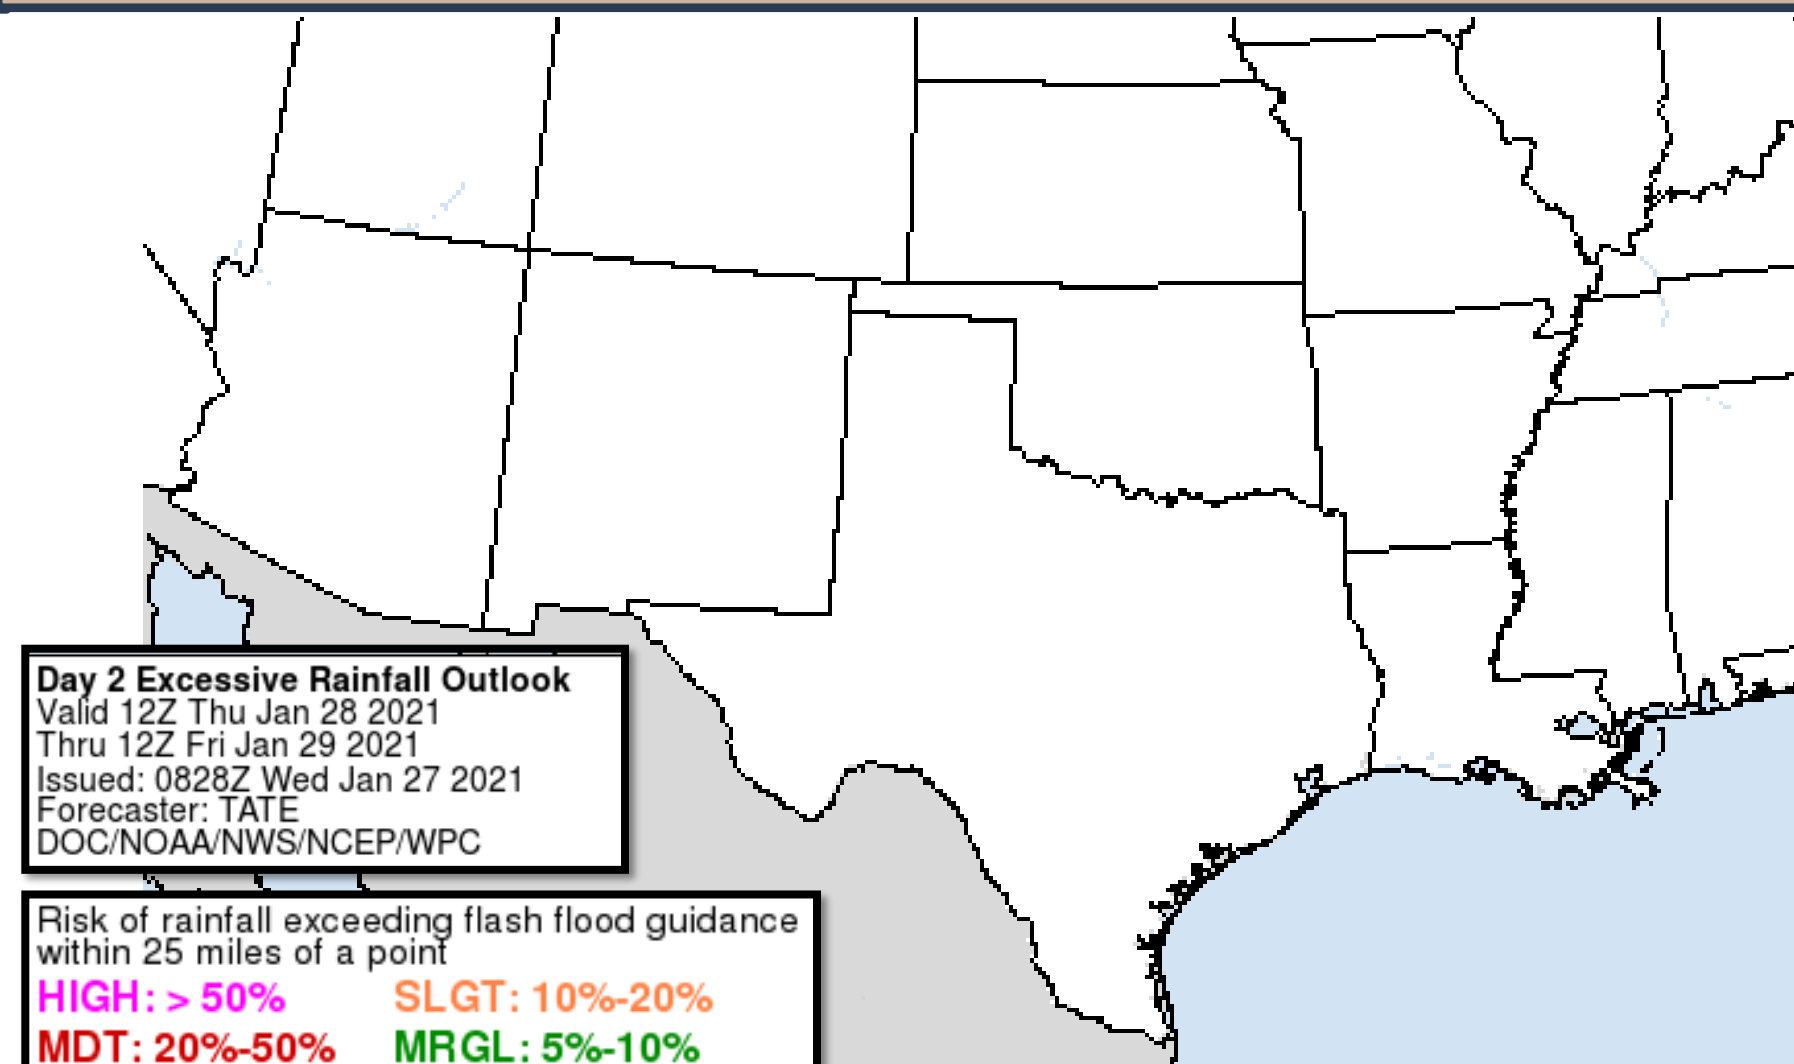 Day 2 Excessive Rainfall Outlook
Valid 12Z Thu Jan 28 2021
Thru 12Z Fri Jan 29 2021
Issued: 0828Z Wed Jan 27 2021
Forecaster: TATE
DOC/NOAA/NWS/NCEP/WPC
Risk of rainfall exceeding flash flood guidance
within 25 miles of a point
HIGH: > 50% SLGT: 10%-20%
MDT: 20%-50% MRGL: 5%-10%